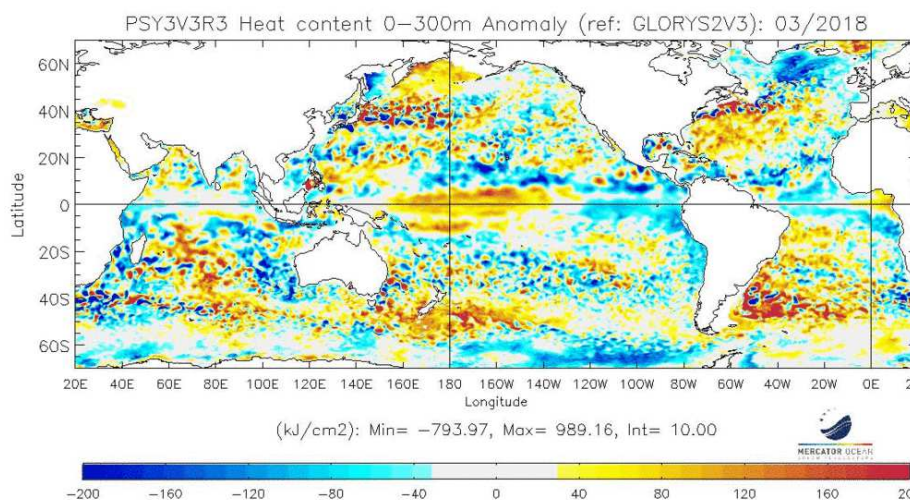 PSY3V3R3 Heat content 0-300m Anomaly (ref: GLORYS2V3): 03/2018
60N
40N
20N
0
20S
40S
60S
Latitude
20E 40E 60E 80E 100E 120E 140E 160E 180 160W 140W 120W 100W 80W 60W 40W 20W 0E 20
Longitude
(kJ/cm2): Min= -793.97, Max= 989.16, Int= 10.00
MERCATOR OCEAN
-200 -160 -120 -80 -40 0 40 80 120 160 200